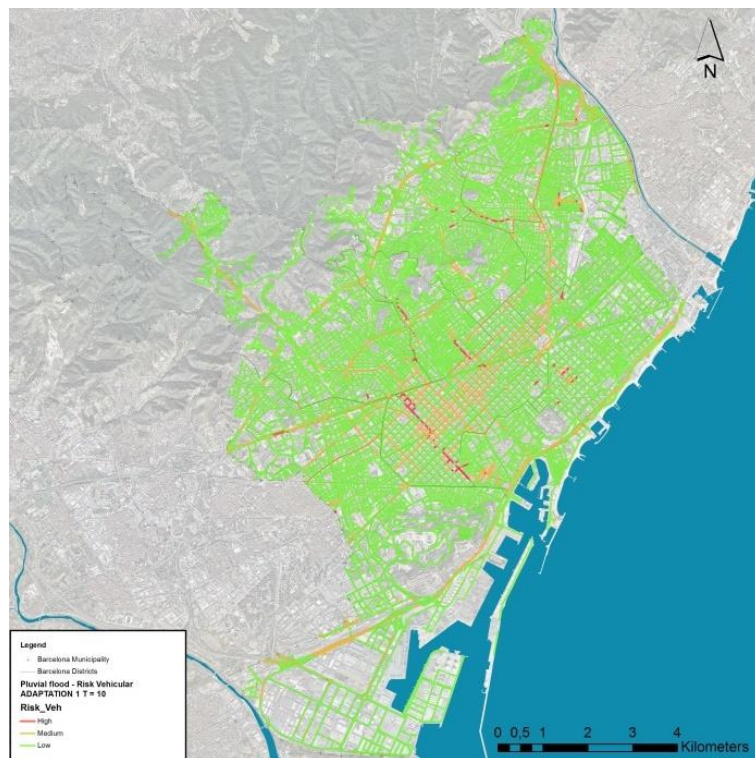 N
Legend
Barcelona Municipality
Barcelona Districts
Pluvial flood - Risk Vehicular
ADAPTATION 1 T = 10
Risk_Veh
High
Medium
Low
0 0,5 1 2 3 4
Kilometers